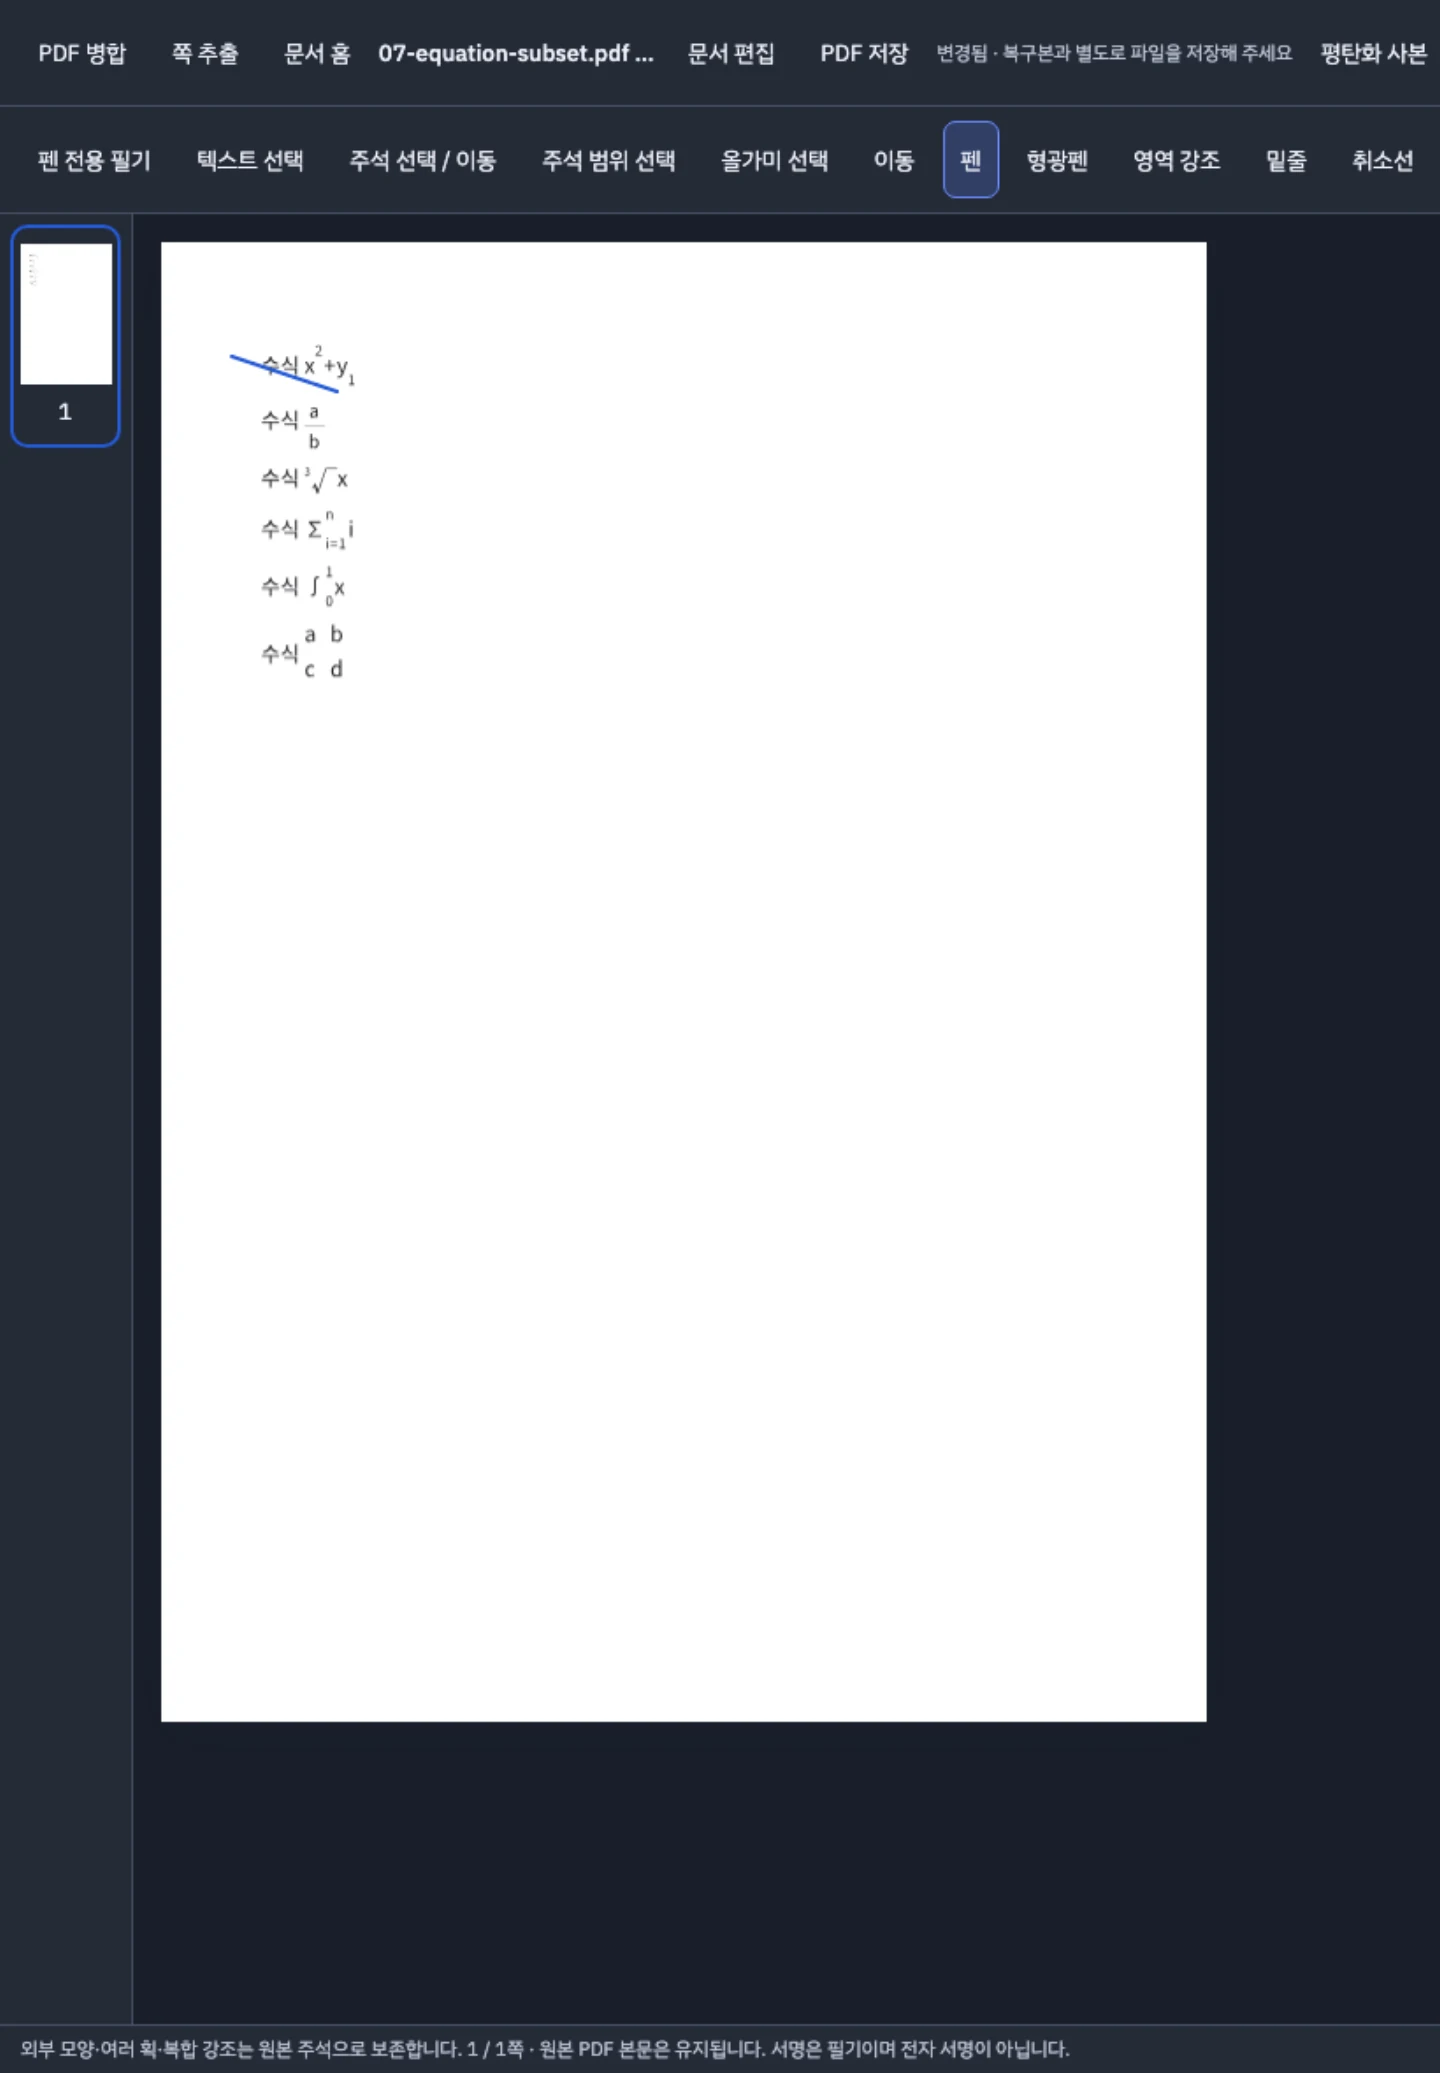 PDF 병합 쪽 추출 문서 홈 07-equation-subset.pdf ... 문서 편집 PDF 저장 변경됨 · 복구본과 별도로 파일을 저장해 주세요 평탄화 사본
펜 전용 필기 텍스트 선택 주석 선택 / 이동 주석 범위 선택 올가미 선택 이동 펜 형광펜 영역 강조 밑줄 취소선
1
수식 x²+y₁
수식 a/b
수식 ³√x
수식 Σⁿᵢ₌₁ i
수식 ∫¹₀x
수식 a b
c d
외부 모양·여러 획·복합 강조는 원본 주석으로 보존합니다. 1 / 1쪽 · 원본 PDF 본문은 유지됩니다. 서명은 필기이며 전자 서명이 아닙니다.